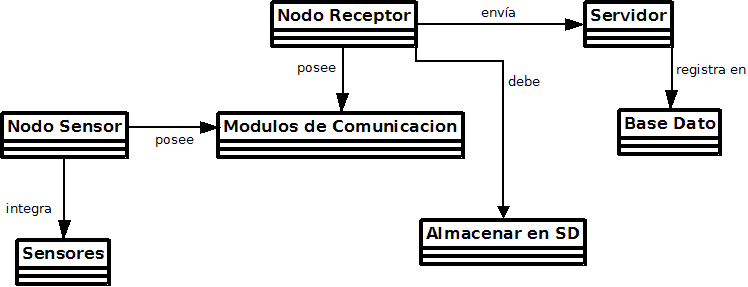 Nodo Receptor
envía
Servidor
posee
debe
registra en
Nodo Sensor
posee
Modulos de Comunicacion
Base Dato
integra
Sensores
Almacenar en SD